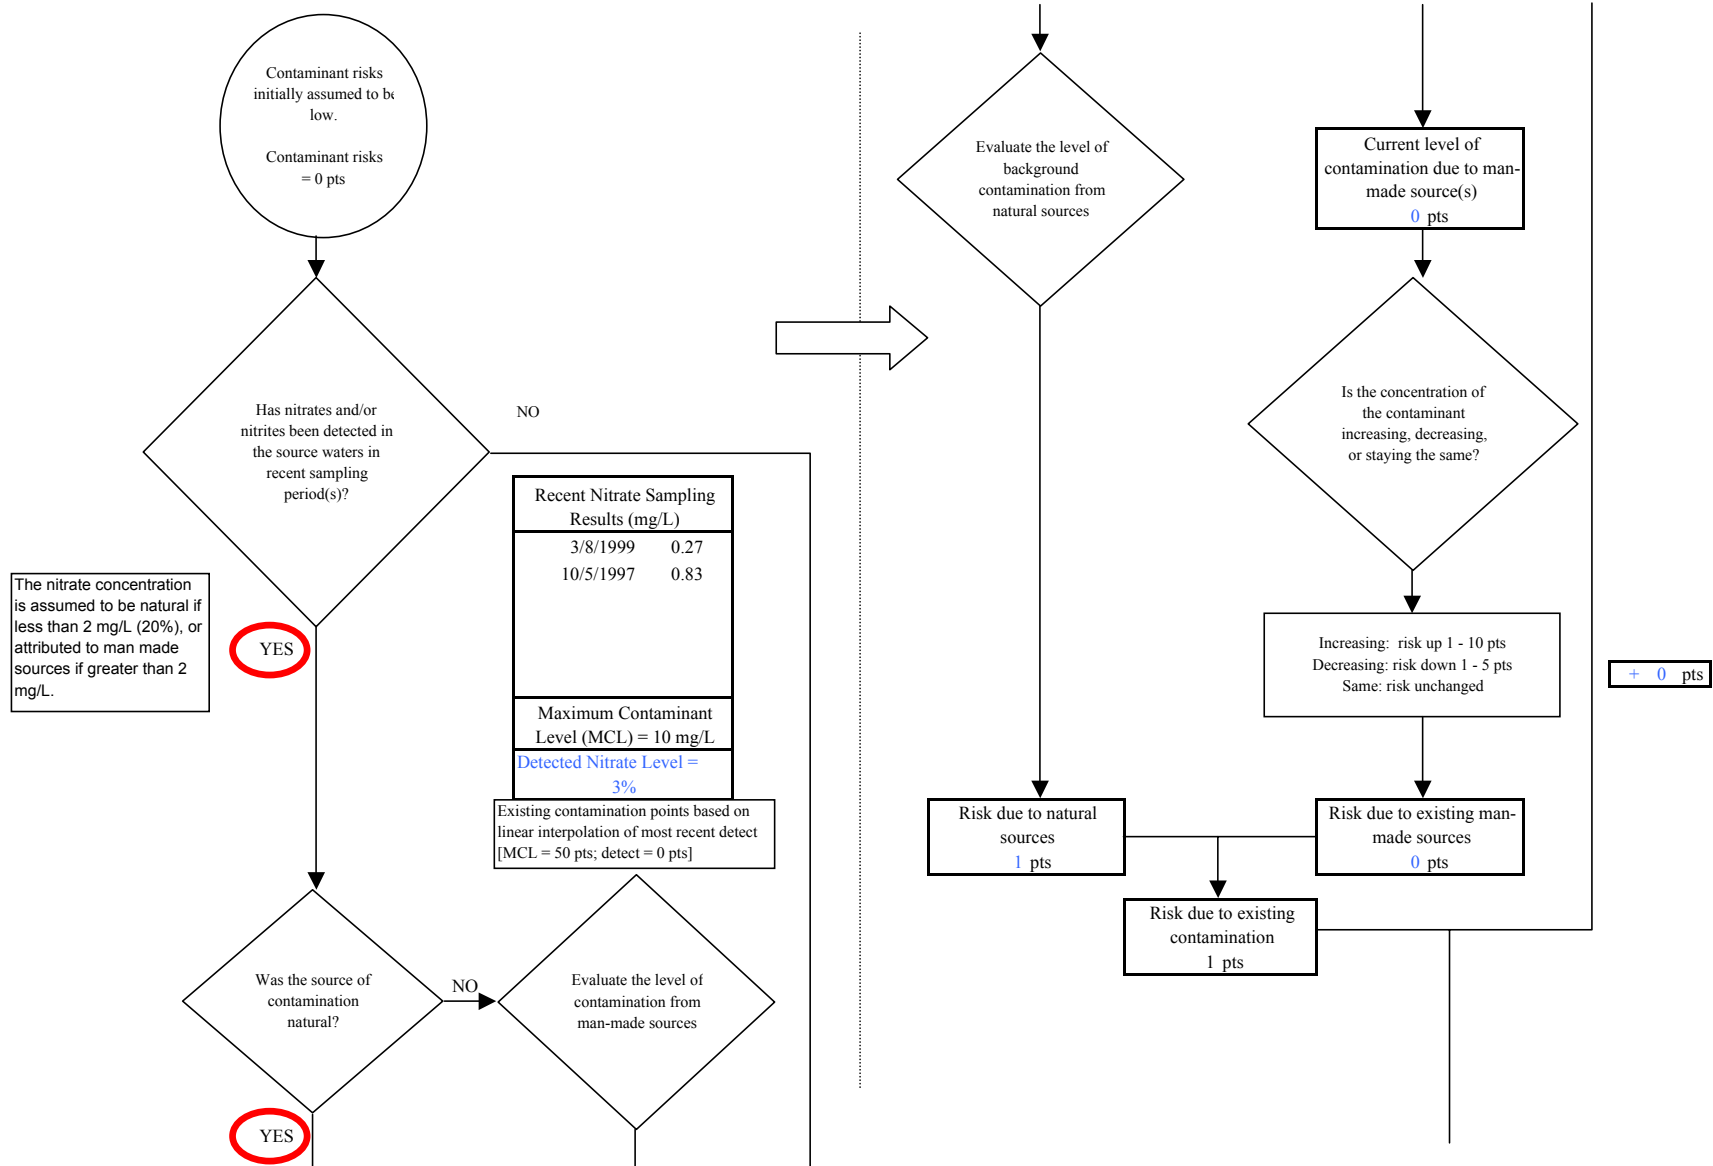 Contaminant risks
initially assumed to be
low.
Contaminant risks
= 0 pts
Has nitrates and/or
nitrites been detected in
the source waters in
recent sampling
period(s)?
NO
The nitrate concentration
is assumed to be natural if
less than 2 mg/L (20%), or
attributed to man made
sources if greater than 2
mg/L.
YES
Recent Nitrate Sampling
Results (mg/L)
3/8/1999 0.27
10/5/1997 0.83
Maximum Contaminant
Level (MCL) = 10 mg/L
Detected Nitrate Level =
3%
Existing contamination points based on
linear interpolation of most recent detect
[MCL = 50 pts; detect = 0 pts]
Was the source of
contamination
natural?
NO
Evaluate the level of
contamination from
man-made sources
YES
Evaluate the level of
background
contamination from
natural sources
Current level of
contamination due to man-
made source(s)
0 pts
Is the concentration of
the contaminant
increasing, decreasing,
or staying the same?
Increasing: risk up 1 - 10 pts
Decreasing: risk down 1 - 5 pts
Same: risk unchanged
+ 0 pts
Risk due to natural
sources
1 pts
Risk due to existing man-
made sources
0 pts
Risk due to existing
contamination
1 pts